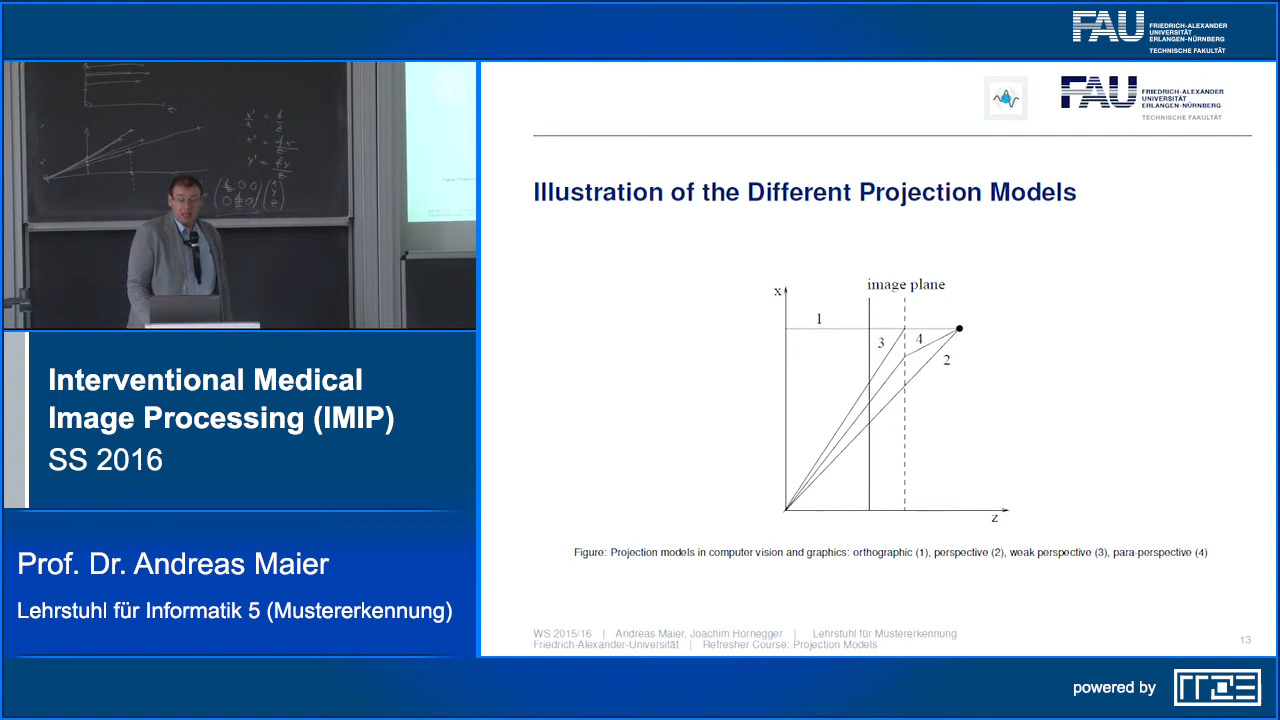 FAU
FRIEDRICH-ALEXANDER
UNIVERSITÄT
ERLANGEN-NÜRNBERG
TECHNISCHE FAKULTÄT
FAU
FRIEDRICH-ALEXANDER
UNIVERSITÄT
ERLANGEN-NÜRNBERG
TECHNISCHE FAKULTÄT
Illustration of the Different Projection Models
image plane
x
1
3
4
2
z
Figure: Projection models in computer vision and graphics: orthographic (1), perspective (2), weak perspective (3), para-perspective (4)
WS 2015/16 | Andreas Maier, Joachim Hornegger | Lehrstuhl für Mustererkennung
Friedrich-Alexander-Universität | Refresher Course: Projection Models
13
Interventional Medical
Image Processing (IMIP)
SS 2016
Prof. Dr. Andreas Maier
Lehrstuhl für Informatik 5 (Mustererkennung)
powered by